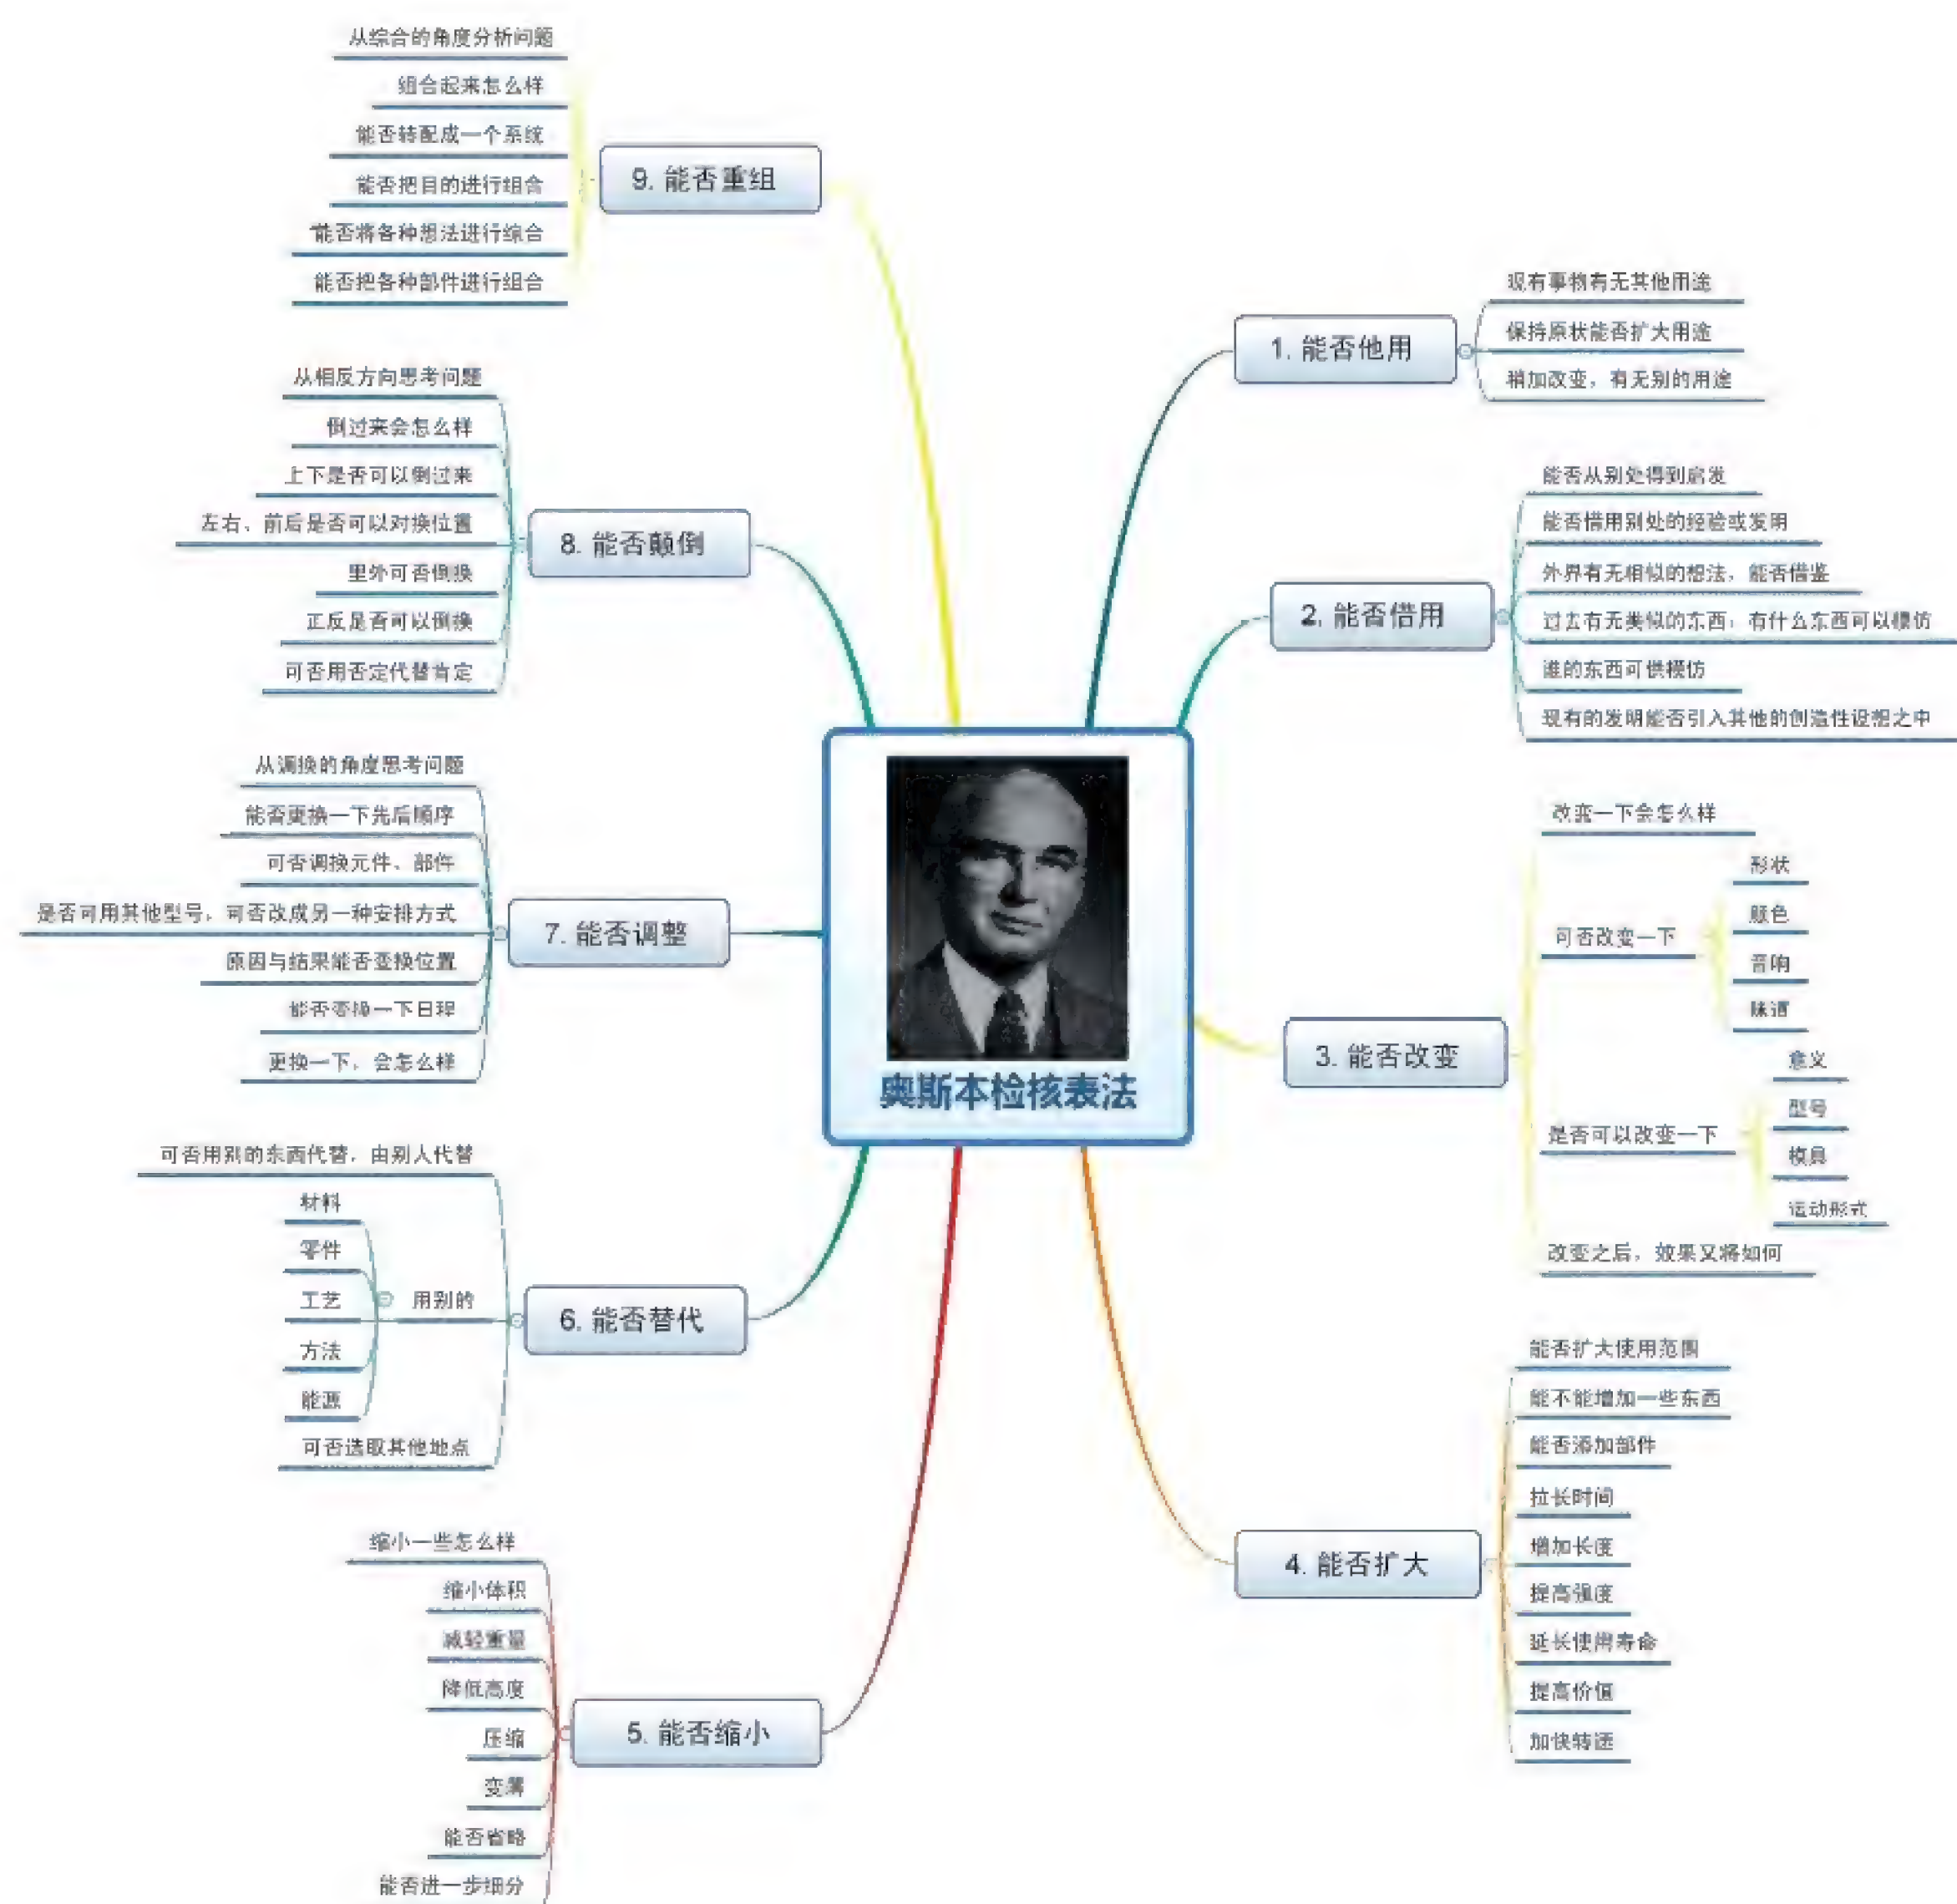 奥斯本检核表法
1. 能否他用
现有事物有无其他用途
保持原状能否扩大用途
稍加改变，有无别的用途
2. 能否借用
能否从别处得到启发
能否借用别处的经验或发明
外界有无相似的想法，能否借鉴
过去有无类似的东西；有什么东西可以模仿
谁的东西可供模仿
现有的发明能否引入其他的创造性设想之中
3. 能否改变
改变一下会怎么样
可否改变一下
形状
颜色
音响
味道
是否可以改变一下
意义
型号
模具
运动形式
改变之后，效果又将如何
4. 能否扩大
能否扩大使用范围
能不能增加一些东西
能否添加部件
拉长时间
增加长度
提高强度
延长使用寿命
提高价值
加快转速
5. 能否缩小
缩小一些怎么样
缩小体积
减轻重量
降低高度
压缩
变薄
能否省略
能否进一步细分
6. 能否替代
可否用别的东西代替，由别人代替
用别的
材料
零件
工艺
方法
能源
可否选取其他地点
7. 能否调整
从调换的角度思考问题
能否更换一下先后顺序
可否调换元件、部件
是否可用其他型号，可否改成另一种安排方式
原因与结果能否变换位置
能否变换一下日程
更换一下，会怎么样
8. 能否颠倒
从相反方向思考问题
倒过来会怎么样
上下是否可以倒过来
左右、前后是否可以对换位置
里外可否倒换
正反是否可以倒换
可否用否定代替肯定
9. 能否重组
从综合的角度分析问题
组合起来怎么样
能否转配成一个系统
能否把目的进行组合
能否将各种想法进行综合
能否把各种部件进行组合